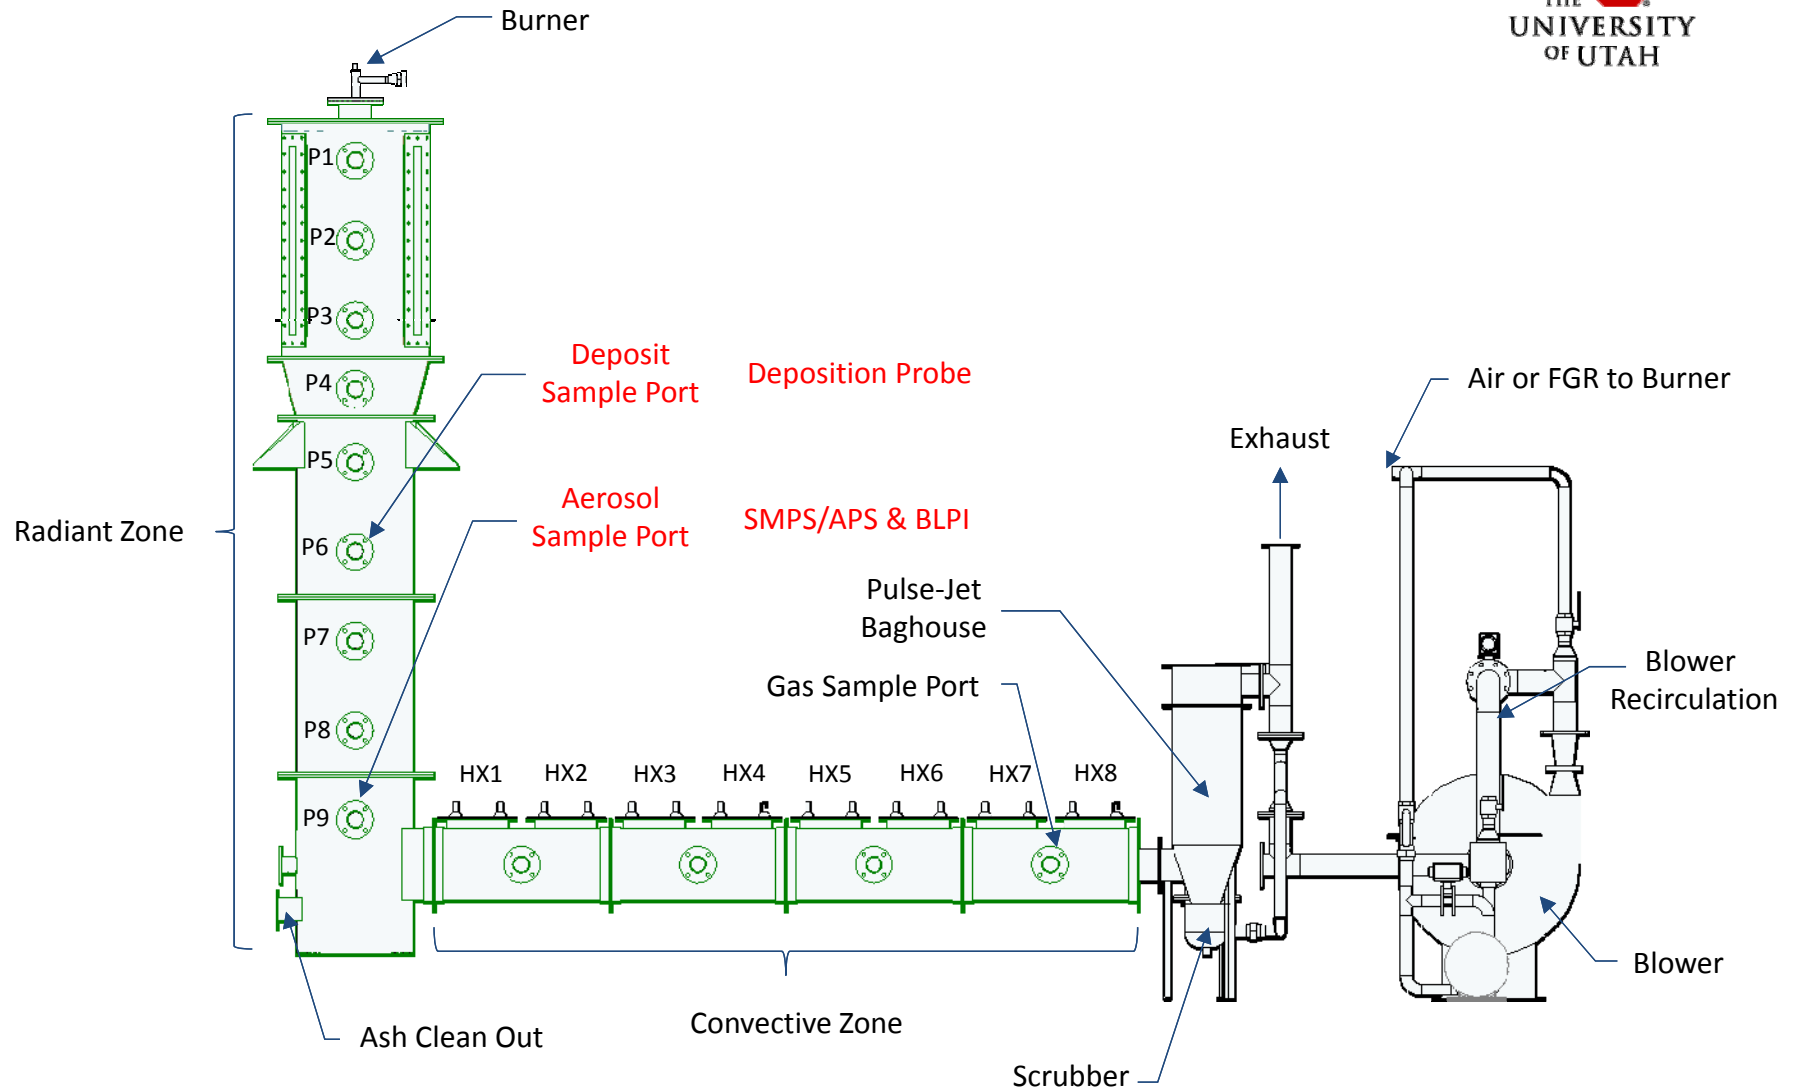 Burner
THE
UNIVERSITY
OF UTAH
P1
P2
P3
P4
Deposit
Sample Port
Deposition Probe
Air or FGR to Burner
Exhaust
P5
Aerosol
Sample Port
SMPS/APS & BLPI
Radiant Zone
P6
Pulse-Jet
Baghouse
P7
Gas Sample Port
Blower
Recirculation
P8
HX1 HX2 HX3 HX4 HX5 HX6 HX7 HX8
P9
Blower
Ash Clean Out
Convective Zone
Scrubber